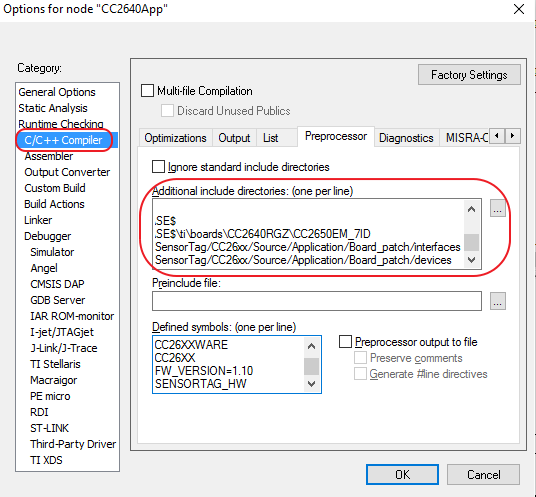 Options for node "CC2640App"
Category:
General Options
Static Analysis
Runtime Checking
C/C++ Compiler
Assembler
Output Converter
Custom Build
Build Actions
Linker
Debugger
Simulator
Angel
CMSIS DAP
GDB Server
IAR ROM-monitor
I-jet/JTAGjet
J-Link/J-Trace
TI Stellaris
Macraigor
PE micro
RDI
ST-LINK
Third-Party Driver
TI XDS
Factory Settings
Multi-file Compilation
Discard Unused Publics
Optimizations Output List Preprocessor Diagnostics MISRA-C
Ignore standard include directories
Additional include directories: (one per line)
.SE$
.SE$\ti\boards\CC2640RGZ\CC2650EM_7ID
SensorTag/CC26xx/Source/Application/Board_patch/interfaces
SensorTag/CC26xx/Source/Application/Board_patch/devices
...
Preinclude file:
...
Defined symbols: (one per line)
CC26XXWARE
CC26XX
FW_VERSION=1.10
SENSORTAG_HW
Preprocessor output to file
Preserve comments
Generate #line directives
OK
Cancel